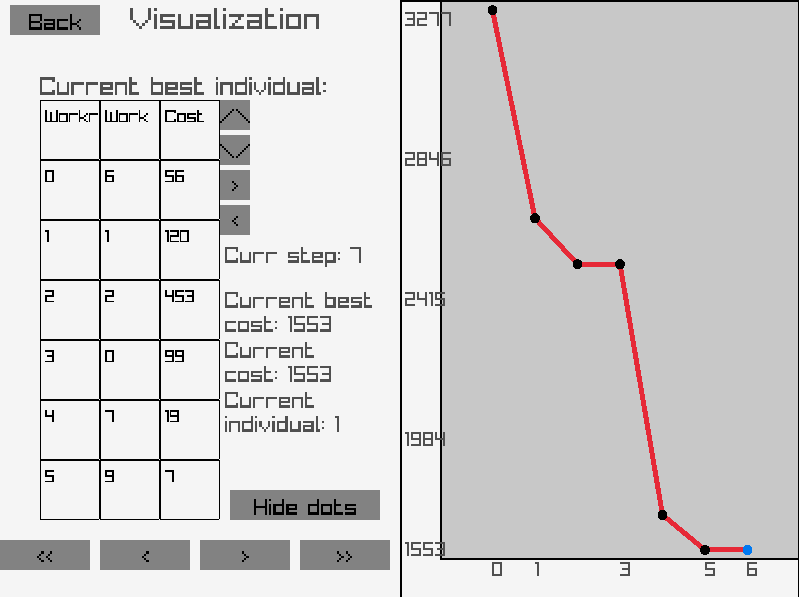 Back
Visualization
Current best individual:
Workr Work Cost
0 6 56
1 1 120
2 2 453
3 0 99
4 7 19
5 9 7
^
v
>
<
Curr step: 7
Current best
cost: 1553
Current
cost: 1553
Current
individual: 1
Hide dots
<< < > >>
3277
2846
2415
1984
1553
0 1 3 5 6